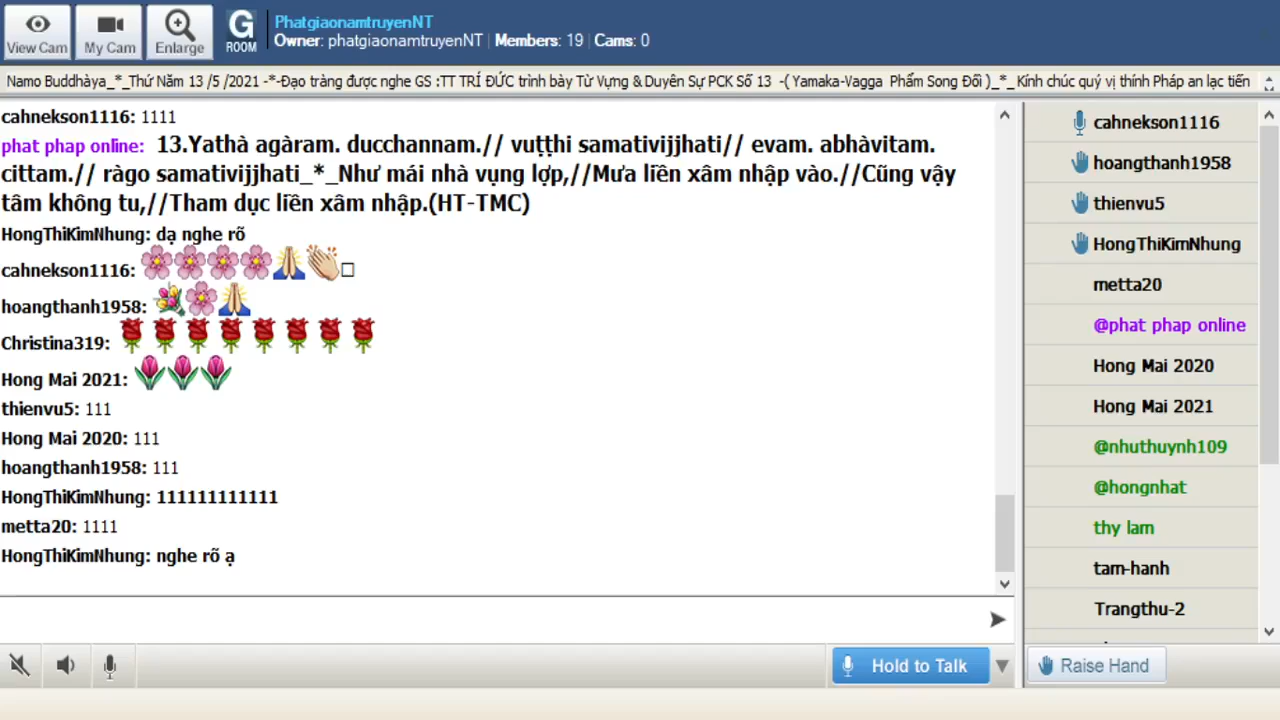 View Cam
My Cam
Enlarge
G
ROOM
PhatgiaonamtruyenNT
Owner: phatgiaonamtruyenNT | Members: 19 | Cams: 0
Namo Buddhàya_*_Thứ Năm 13 /5 /2021 -*-Đạo tràng được nghe GS :TT TRÍ ĐỨC trình bày Từ Vựng & Duyên Sự PCK Số 13 -( Yamaka-Vagga Phẩm Song Đối )_*_ Kính chúc quý vị thính Pháp an lạc tiến
cahnekson1116: 1111
phat phap online: 13.Yathà agàram. ducchannam.// vuṭṭhi samativijjhati// evam. abhàvitam.
cittam.// ràgo samativijjhati_*_Như mái nhà vụng lợp,//Mưa liền xâm nhập vào.//Cũng vậy
tâm không tu,//Tham dục liền xâm nhập.(HT-TMC)
HongThiKimNhung: dạ nghe rõ
cahnekson1116:
hoangthanh1958:
Christina319:
Hong Mai 2021:
thienvu5: 111
Hong Mai 2020: 111
hoangthanh1958: 111
HongThiKimNhung: 111111111111
metta20: 1111
HongThiKimNhung: nghe rõ ạ
cahnekson1116
hoangthanh1958
thienvu5
HongThiKimNhung
metta20
@phat phap online
Hong Mai 2020
Hong Mai 2021
@nhuthuynh109
@hongnhat
thy lam
tam-hanh
Trangthu-2
Hold to Talk
Raise Hand